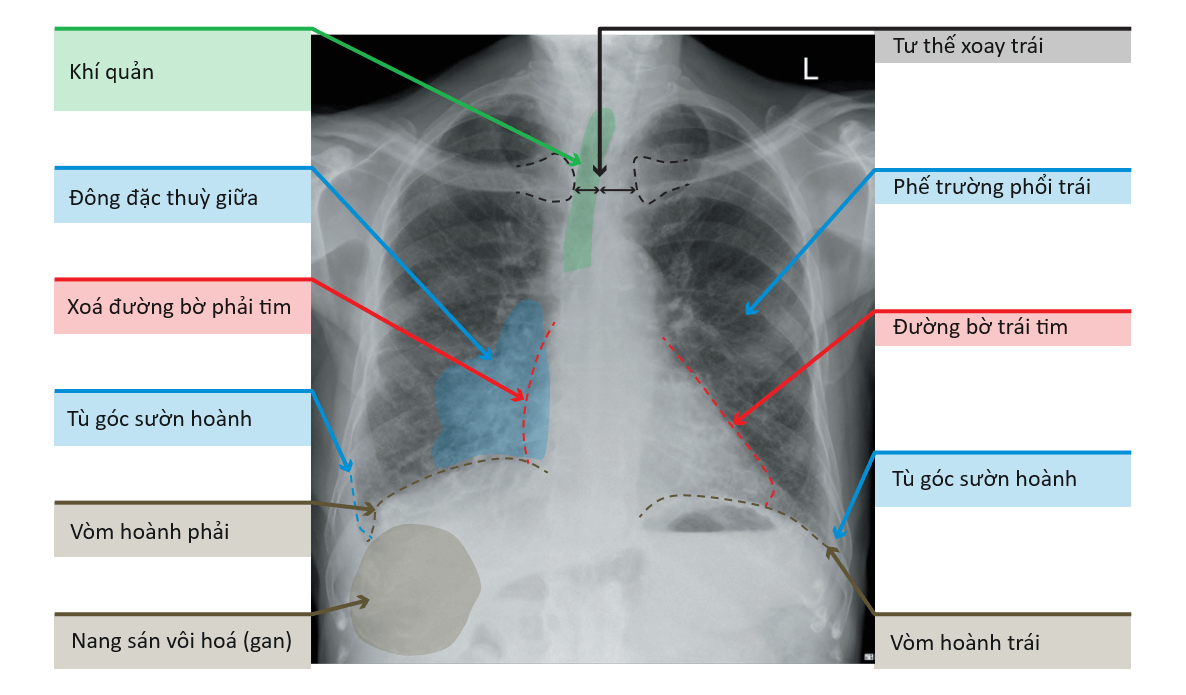 Khí quản
Đông đặc thuỳ giữa
Xoá đường bờ phải tim
Tù góc sườn hoành
Vòm hoành phải
Nang sán vôi hoá (gan)
L
Tư thế xoay trái
Phế trường phổi trái
Đường bờ trái tim
Tù góc sườn hoành
Vòm hoành trái